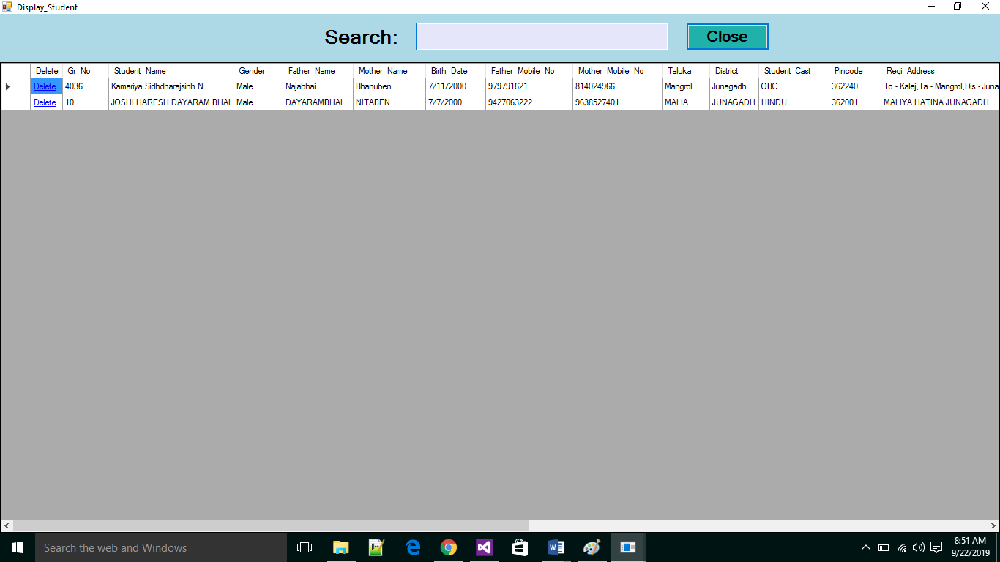 Display_Student
Search: Close
Delete Gr_No Student_Name Gender Father_Name Mother_Name Birth_Date Father_Mobile_No Mother_Mobile_No Taluka District Student_Cast Pincode Regi_Address
Delete 4036 Kamariya Sidhdharajsinh N. Male Najabhai Bhanuben 7/11/2000 979791621 814024966 Mangrol Junagadh OBC 362240 To - Kalej,Ta - Mangrol,Dis - Juna
Delete 10 JOSHI HARESH DAYARAM BHAI Male DAYARAMBHAI NITABEN 7/7/2000 9427063222 9638527401 MALIA JUNAGADH HINDU 362001 MALIYA HATINA JUNAGADH
Search the web and Windows
8:51 AM
9/22/2019